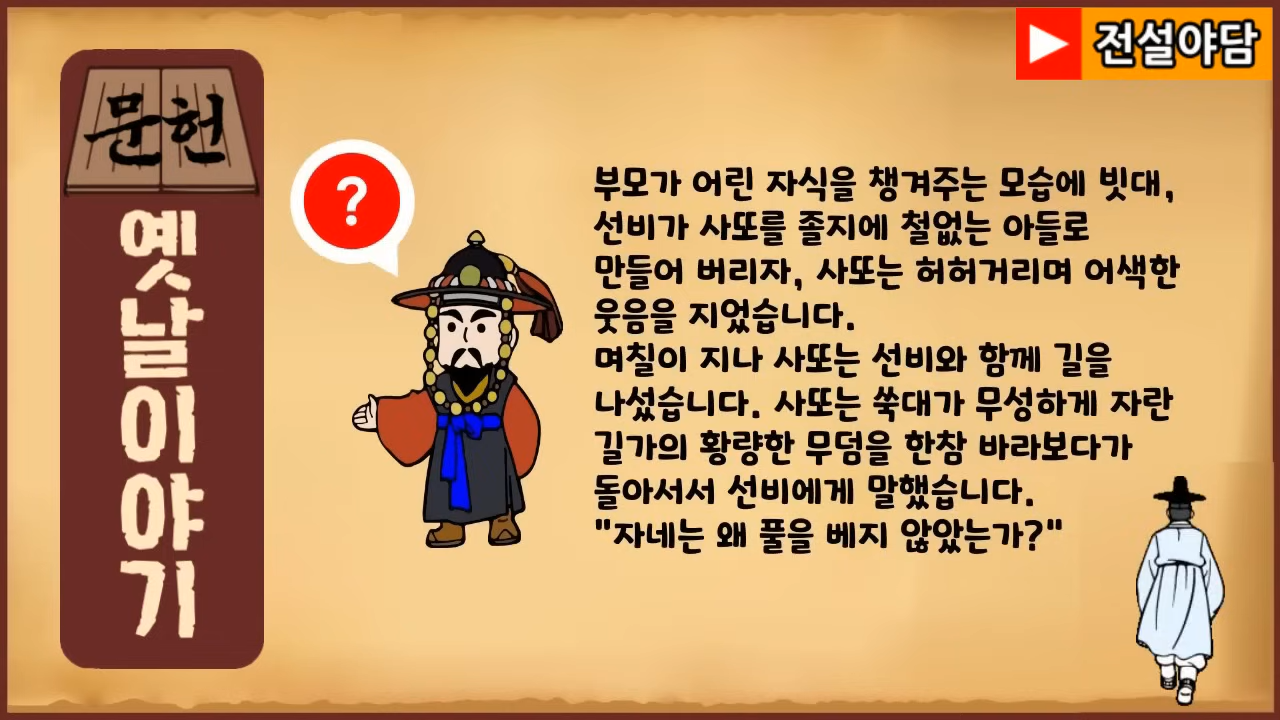 전설야담
문헌
옛날이야기
?
부모가 어린 자식을 챙겨주는 모습에 빗대,
선비가 사또를 졸지에 철없는 아들로
만들어 버리자, 사또는 허허거리며 어색한
웃음을 지었습니다.
며칠이 지나 사또는 선비와 함께 길을
나섰습니다. 사또는 쑥대가 무성하게 자란
길가의 황량한 무덤을 한참 바라보다가
돌아서서 선비에게 말했습니다.
"자네는 왜 풀을 베지 않았는가?"